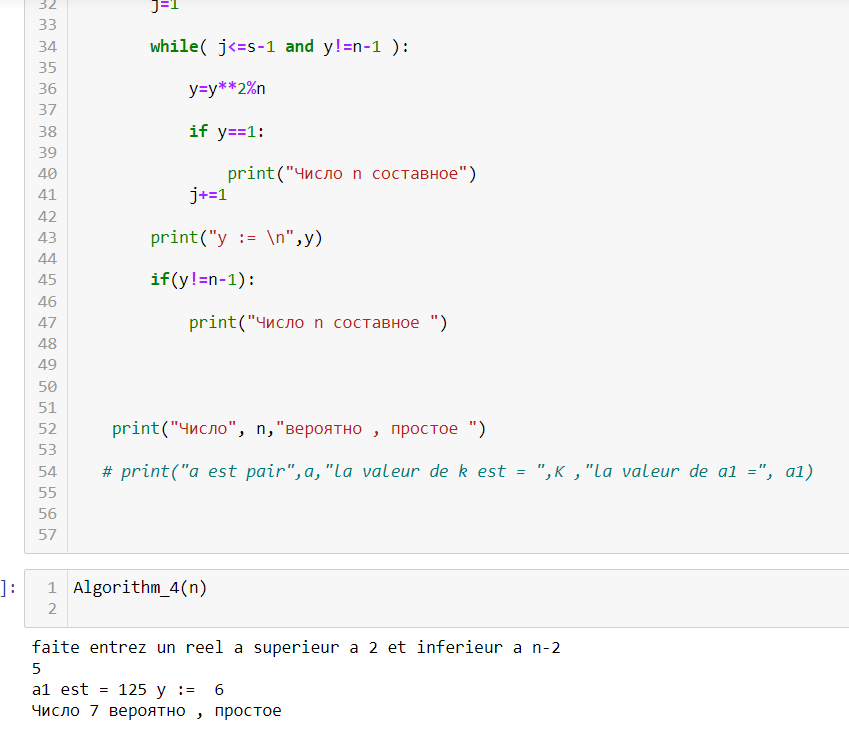 32 j=1
33
34 while( j<=s-1 and y!=n-1 ):
35
36 y=y**2%n
37
38 if y==1:
39
40 print("Число n составное")
41 j+=1
42
43 print("y := \n",y)
44
45 if(y!=n-1):
46
47 print("Число n составное ")
48
49
50
51
52 print("Число", n,"вероятно , простое ")
53
54 # print("a est pair",a,"la valeur de k est = ",K ,"la valeur de a1 =", a1)
55
56
57
]: 1 Algorithm_4(n)
2
faite entrez un reel a superieur a 2 et inferieur a n-2
5
a1 est = 125 y :=  6
Число 7 вероятно , простое